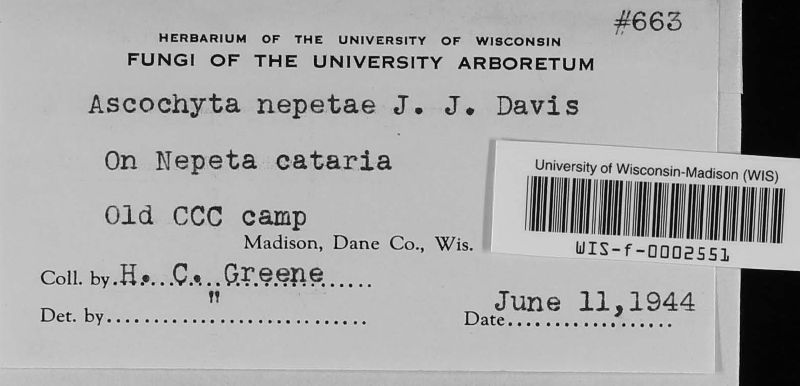 #663
HERBARIUM OF THE UNIVERSITY OF WISCONSIN
FUNGI OF THE UNIVERSITY ARBORETUM
Ascochyta nepetae J. J. Davis
On Nepeta cataria
Old CCC camp
Madison, Dane Co., Wis.
Coll. by H. C. Greene
Det. by "
Date June 11, 1944
University of Wisconsin-Madison (WIS)
WIS-f-0002551